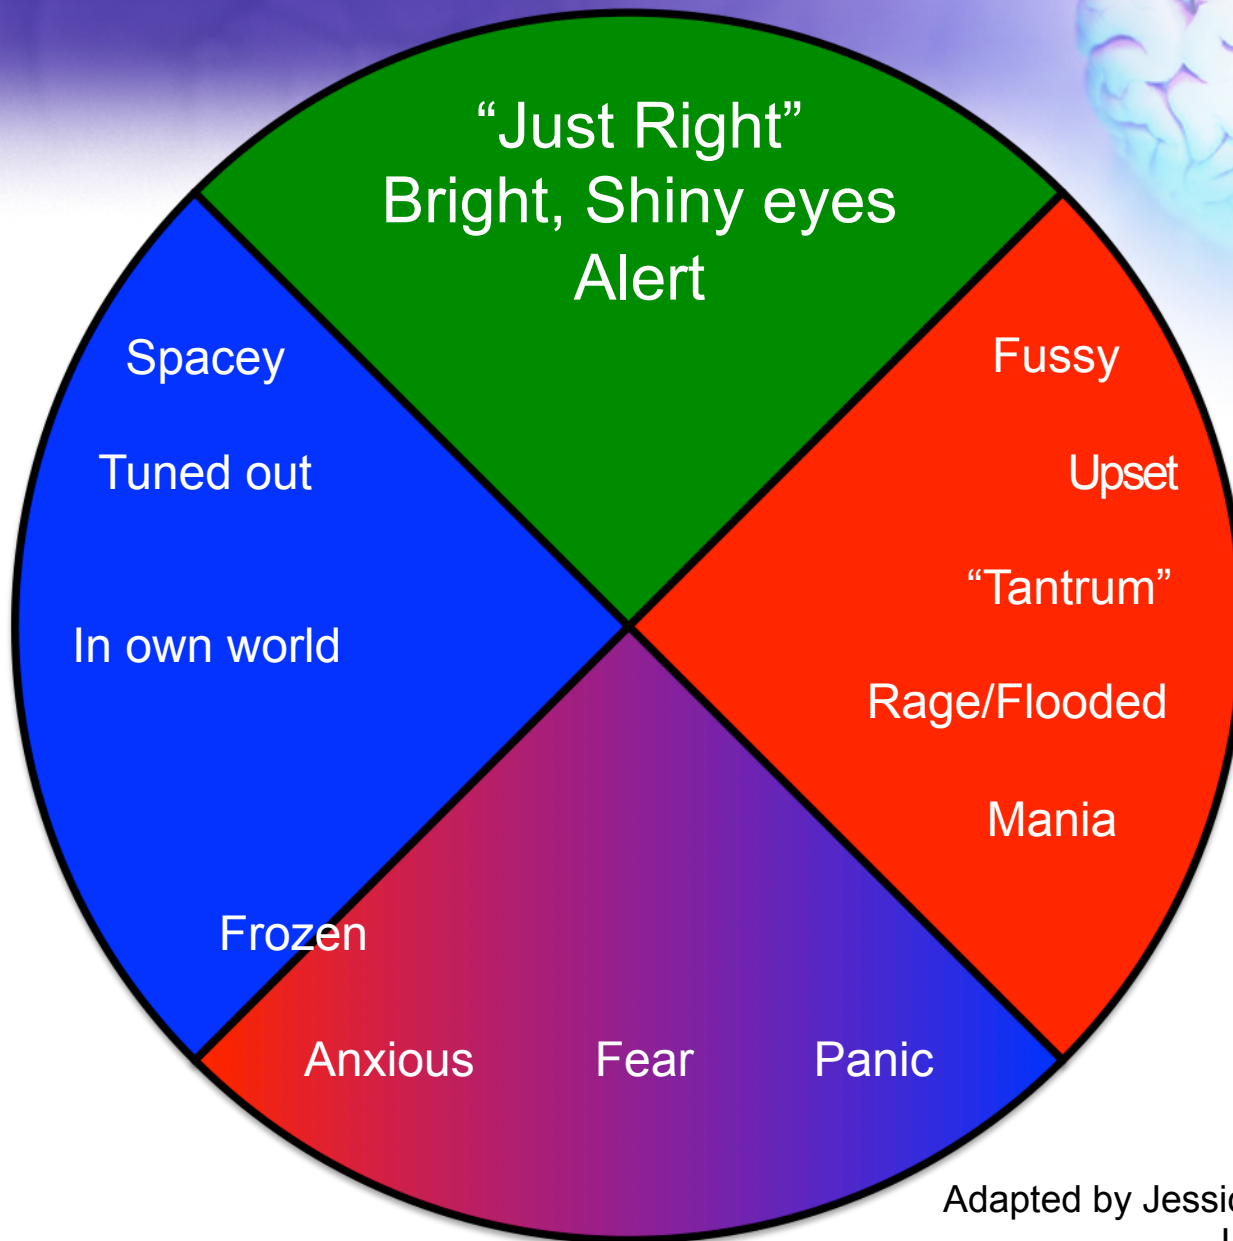 “Just Right”
Bright, Shiny eyes
Alert
Spacey
Tuned out
In own world
Frozen
Fussy
Upset
“Tantrum”
Rage/Flooded
Mania
Anxious Fear Panic
Adapted by